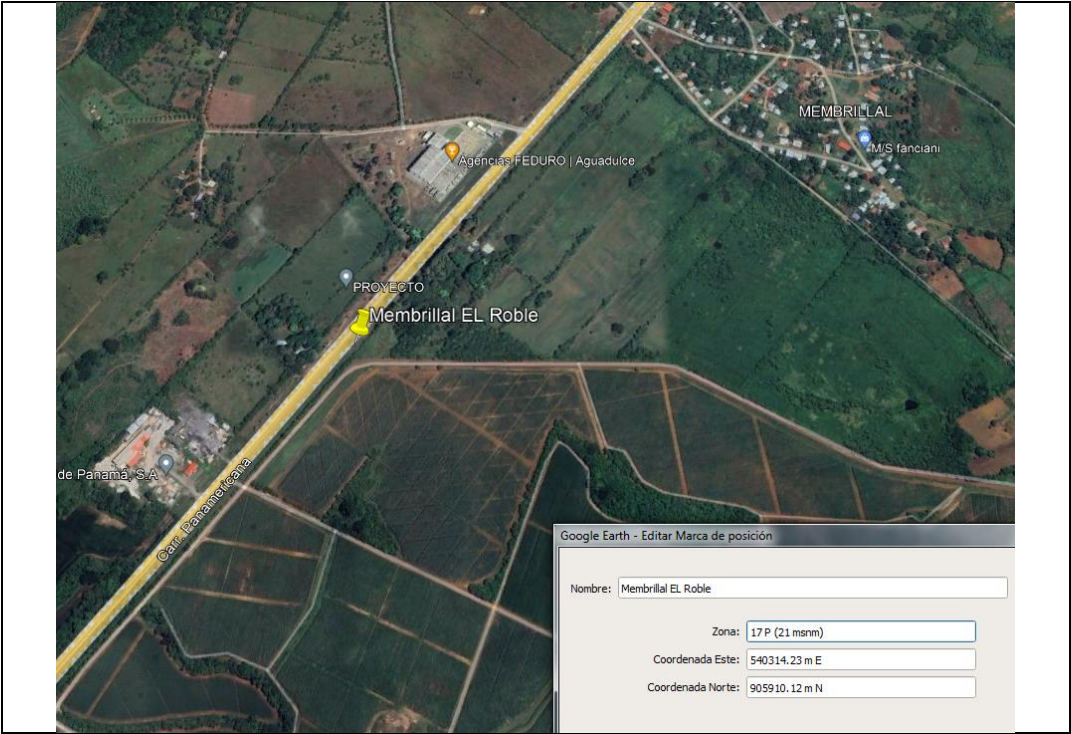 MEMBRILLAL
M/S fanciani
Agencias FEDURO | Aguadulce
PROYECTO
Membrillal EL Roble
de Panamá, S.A
Carr. Panamericana
Google Earth - Editar Marca de posición
Nombre: Membrillal EL Roble
Zona: 17 P (21 msnm)
Coordenada Este: 540314.23 m E
Coordenada Norte: 905910.12 m N